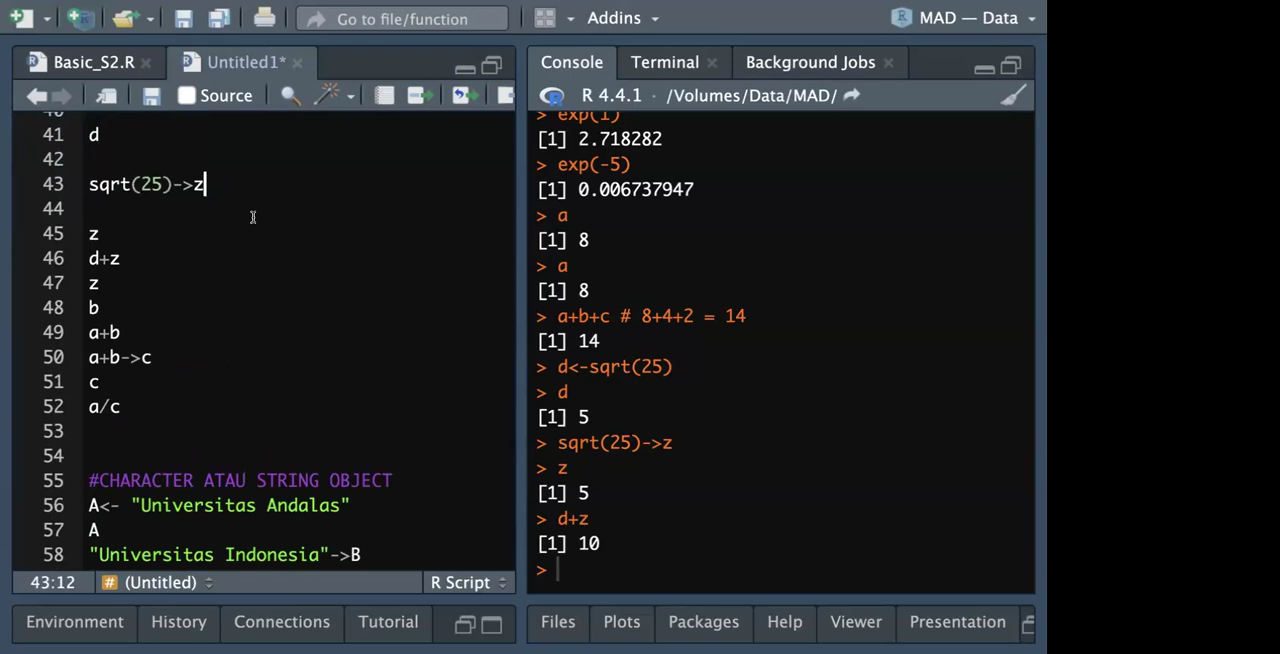 Go to file/function
Addins
MAD — Data
Basic_S2.R
Untitled1*
Source
41 d
42
43 sqrt(25)->z
44
45 z
46 d+z
47 z
48 b
49 a+b
50 a+b->c
51 c
52 a/c
53
54
55 #CHARACTER ATAU STRING OBJECT
56 A<- "Universitas Andalas"
57 A
58 "Universitas Indonesia"->B
43:12
# (Untitled)
R Script
Environment
History
Connections
Tutorial
Console
Terminal
Background Jobs
R 4.4.1 · /Volumes/Data/MAD/
> exp(1)
[1] 2.718282
> exp(-5)
[1] 0.006737947
> a
[1] 8
> a
[1] 8
> a+b+c # 8+4+2 = 14
[1] 14
> d<-sqrt(25)
> d
[1] 5
> sqrt(25)->z
> z
[1] 5
> d+z
[1] 10
>
Files
Plots
Packages
Help
Viewer
Presentation